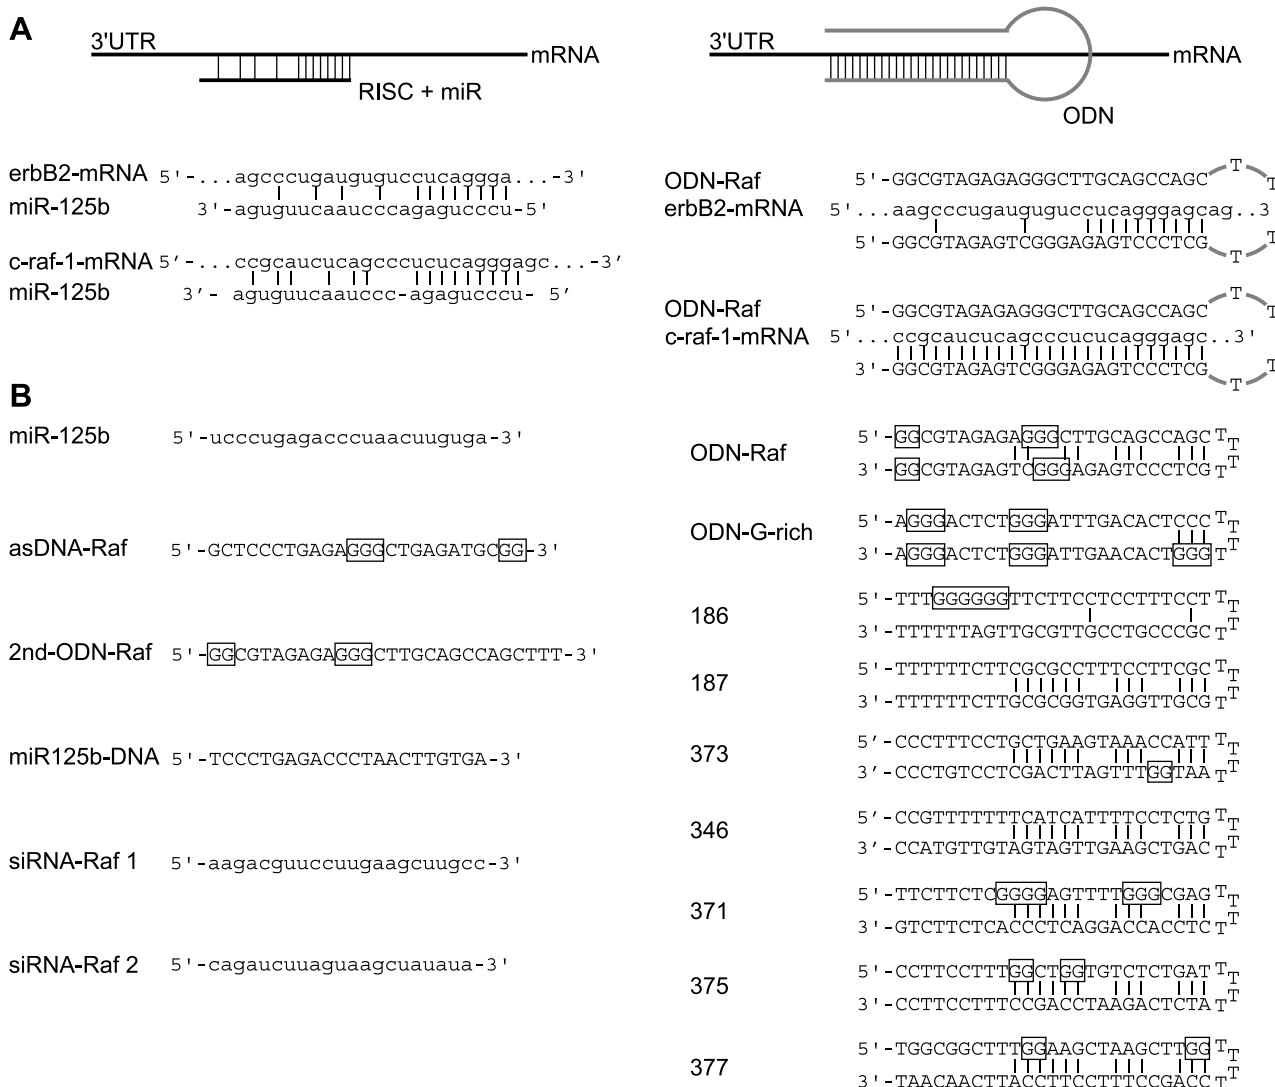 A
3'UTR
mRNA
RISC + miR
erbB2-mRNA 5'-...agcccugauguguccucaggga...-3'
miR-125b 3'-aguguucaaucccagagucccu-5'
c-raf-1-mRNA 5′-...ccgcaucucagcccucucagggagc...-3′
miR-125b 3′- aguguucaauccc-agagucccu- 5′
3'UTR
mRNA
ODN
ODN-Raf 5'-GGCGTAGAGAGGGCTTGCAGCCAGC T T
erbB2-mRNA 5'...aagcccugauguguccucagggagcag..3'
5'-GGCGTAGAGTCGGGAGAGTCCCTCG T T
ODN-Raf 5'-GGCGTAGAGAGGGCTTGCAGCCAGC T T
c-raf-1-mRNA 5'...ccgcaucucagcccucucagggagc..3'
3'-GGCGTAGAGTCGGGAGAGTCCCTCG T T
B
miR-125b 5'-ucccugagacccuaacuuguga-3'
asDNA-Raf 5'-GCTCCCTGAGAGGGCTGAGATGCGG-3'
2nd-ODN-Raf 5'-GGCGTAGAGAGGGCTTGCAGCCAGCTTT-3'
miR125b-DNA 5'-TCCCTGAGACCCTAACTTGTGA-3'
siRNA-Raf 1 5'-aagacguuccuugaagcuugcc-3'
siRNA-Raf 2 5'-cagaucuuaguaagcuauaua-3'
ODN-Raf
5'-GGCGTAGAGAGGGCTTGCAGCCAGC T T
3'-GGCGTAGAGTCGGGAGAGTCCCTCG T T
ODN-G-rich
5'-AGGGACTCTGGGATTTGACACTCCC T T
3'-AGGGACTCTGGGATTGAACACTGGG T T
186
5'-TTTGGGGGGTTCTTCCTCCTTTCCT T T
3'-TTTTTTAGTTGCGTTGCCTGCCCGC T T
187
5'-TTTTTTCTTCGCGCCTTTCCTTCGC T T
3'-TTTTTTCTTGCGCGGTGAGGTTGCG T T
373
5′-CCCTTTCCTGCTGAAGTAAACCATT T T
3′-CCCTGTCCTCGACTTAGTTTGGTAA T T
346
5′-CCGTTTTTTTCATCATTTTCCTCTG T T
3′-CCATGTTGTAGTAGTTGAAGCTGAC T T
371
5'-TTCTTCTCGGGGAGTTTTGGGCGAG T T
3'-GTCTTCTCACCCTCAGGACCACCTC T T
375
5'-CCTTCCTTTGGCTGGTGTCTCTGAT T T
3'-CCTTCCTTTCCGACCTAAGACTCTA T T
377
5'-TGGCGGCTTTGGAAGCTAAGCTTGG T T
3'-TAACAACTTACCTTCCTTTCCGACC T T